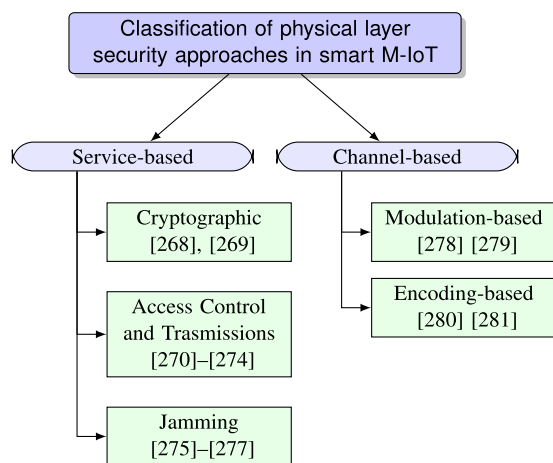 Classification of physical layer
security approaches in smart M-IoT
Service-based
Channel-based
Cryptographic
[268], [269]
Access Control
and Trasmissions
[270]–[274]
Jamming
[275]–[277]
Modulation-based
[278] [279]
Encoding-based
[280] [281]